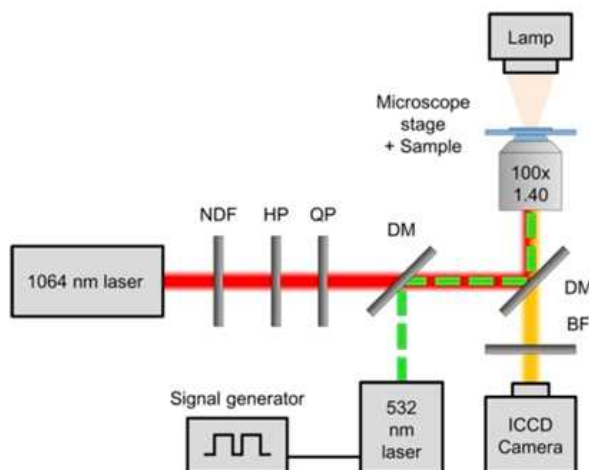 Lamp
Microscope
stage
+ Sample
100x
1.40
NDF
HP
QP
DM
1064 nm laser
DM
BF
Signal generator
532
nm
laser
ICCD
Camera